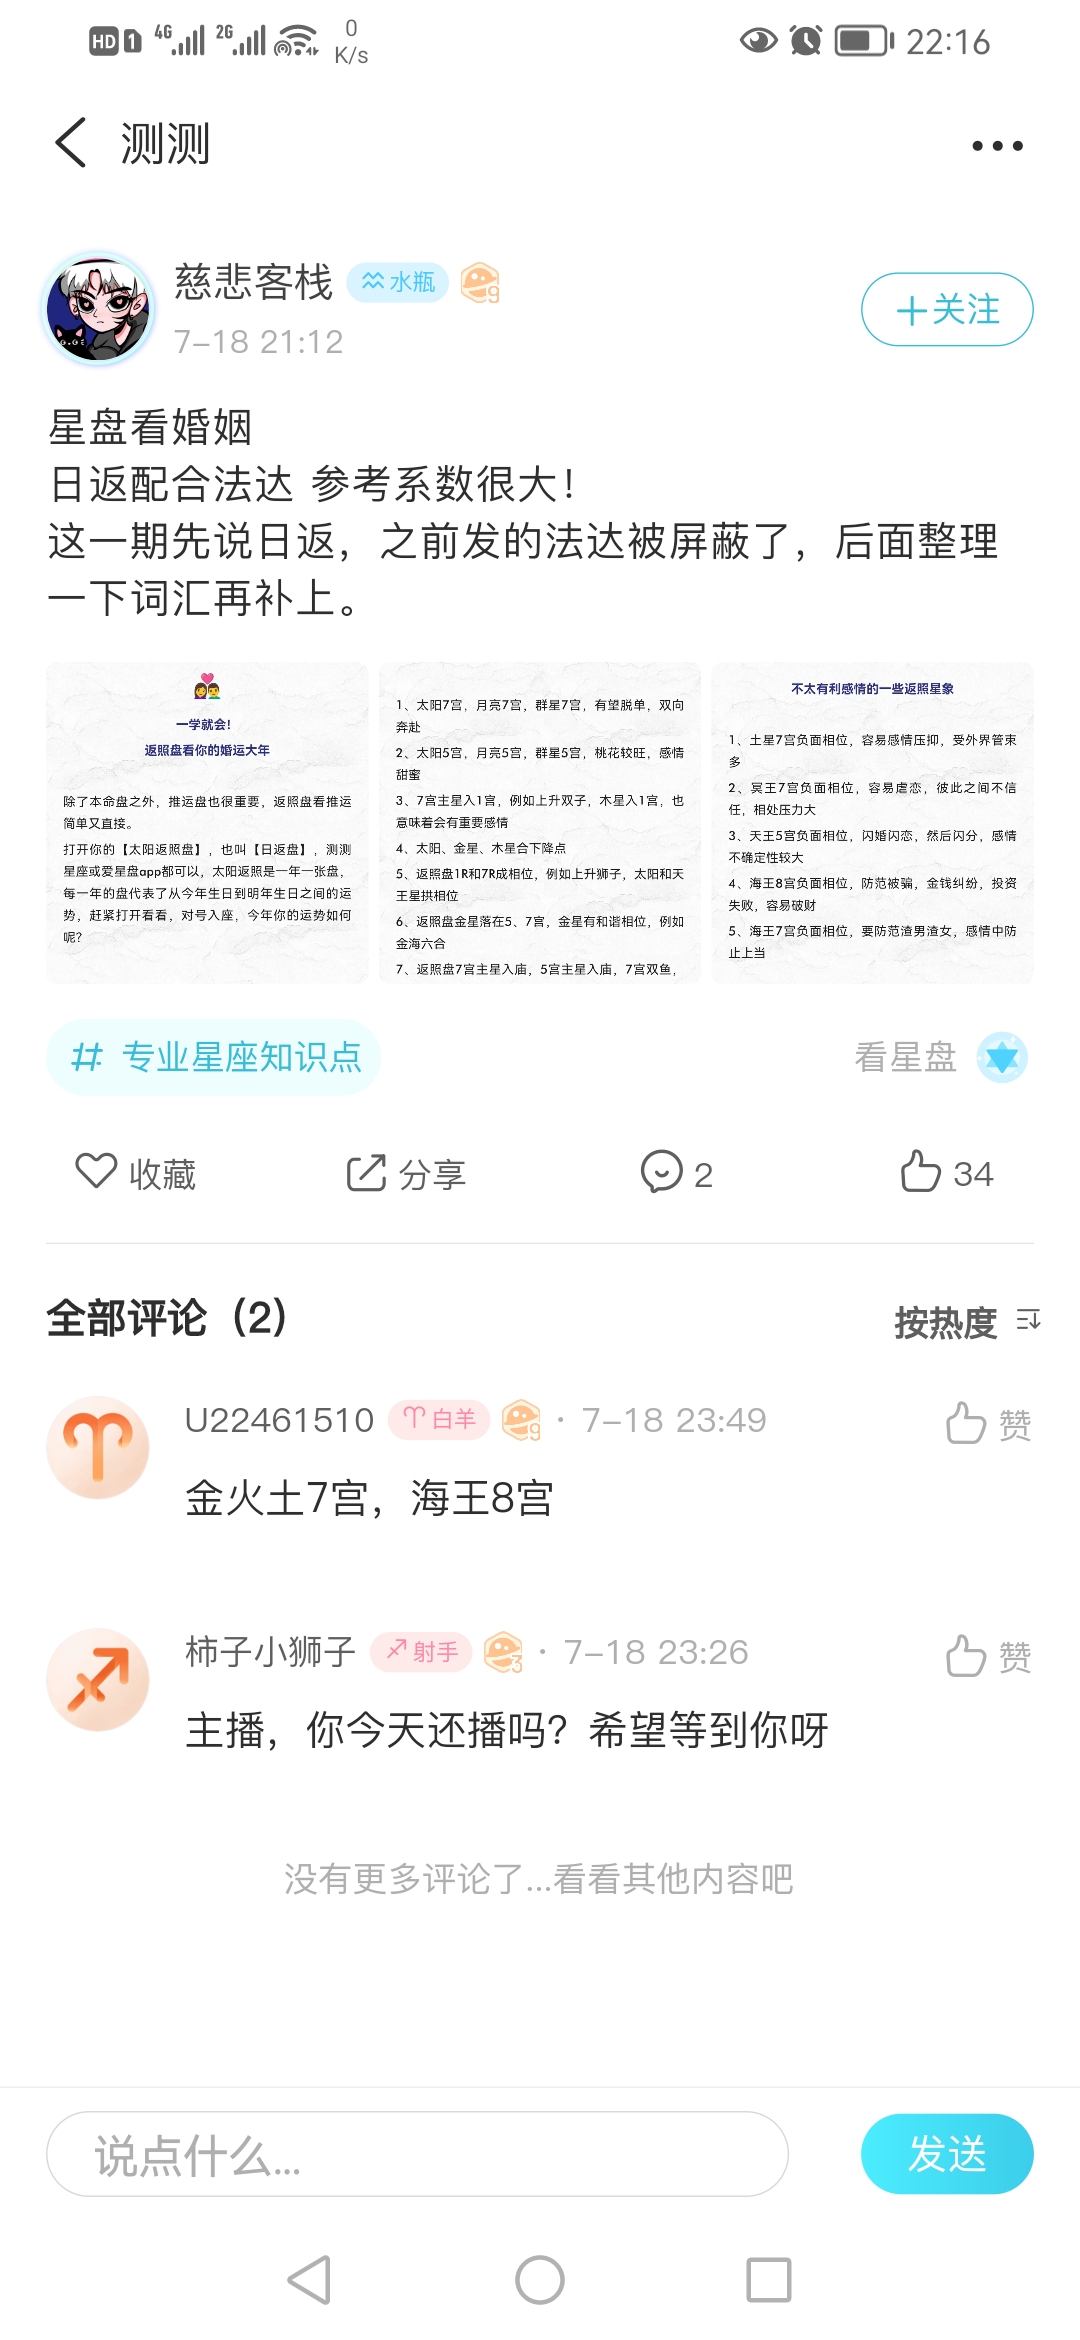 HD 1 4G 2G 0 K/s 22:16
测测
慈悲客栈 水瓶 9
7-18 21:12
+关注
星盘看婚姻
日返配合法达 参考系数很大！
这一期先说日返，之前发的法达被屏蔽了，后面整理
一下词汇再补上。
一学就会！
返照盘看你的婚运大年
除了本命盘之外，推运盘也很重要，返照盘看推运
简单又直接。
打开你的【太阳返照盘】，也叫【日返盘】，测测
星座或爱星盘app都可以，太阳返照是一年一张盘，
每一年的盘代表了从今年生日到明年生日之间的运
势，赶紧打开看看，对号入座，今年你的运势如何
呢？
1、太阳7宫，月亮7宫，群星7宫，有望脱单，双向
奔赴
2、太阳5宫，月亮5宫，群星5宫，桃花较旺，感情
甜蜜
3、7宫主星入1宫，例如上升双子，木星入1宫，也
意味着会有重要感情
4、太阳、金星、木星合下降点
5、返照盘1R和7R成相位，例如上升狮子，太阳和天
王星拱相位
6、返照盘金星落在5、7宫，金星有和谐相位，例如
金海六合
7、返照盘7宫主星入庙，5宫主星入庙，7宫双鱼，
不太有利感情的一些返照星象
1、土星7宫负面相位，容易感情压抑，受外界管束
多
2、冥王7宫负面相位，容易虐恋，彼此之间不信
任，相处压力大
3、天王5宫负面相位，闪婚闪恋，然后闪分，感情
不确定性较大
4、海王8宫负面相位，防范被骗，金钱纠纷，投资
失败，容易破财
5、海王7宫负面相位，要防范渣男渣女，感情中防
止上当
# 专业星座知识点
看星盘
收藏 分享 2 34
全部评论（2）
按热度
U22461510 白羊 9 · 7-18 23:49
赞
金火土7宫，海王8宫
柿子小狮子 射手 3 · 7-18 23:26
赞
主播，你今天还播吗？希望等到你呀
没有更多评论了...看看其他内容吧
说点什么...
发送